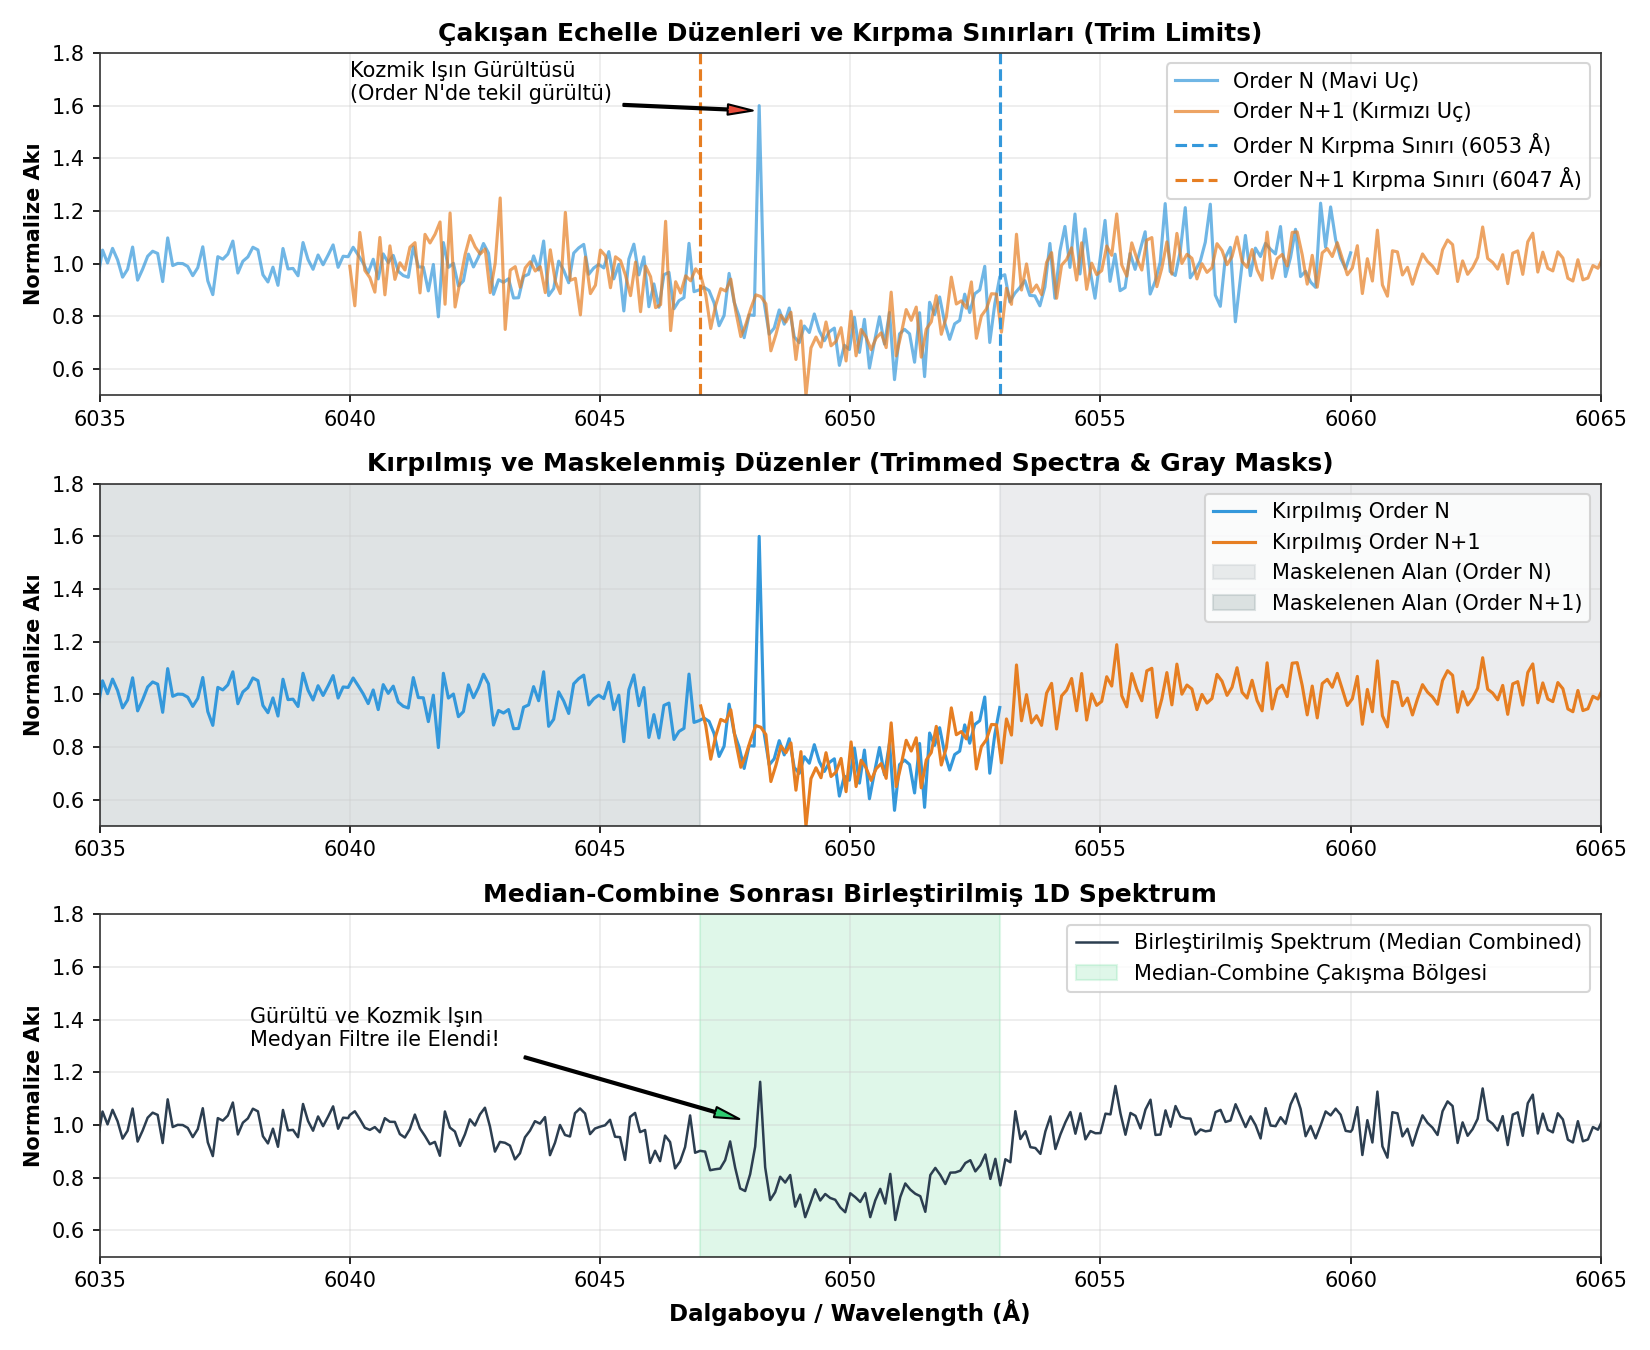 Çakışan Echelle Düzenleri ve Kırpma Sınırları (Trim Limits)
Normalize Akı
1.8
1.6
1.4
1.2
1.0
0.8
0.6
Kozmik Işın Gürültüsü
(Order N'de tekil gürültü)
Order N (Mavi Uç)
Order N+1 (Kırmızı Uç)
Order N Kırpma Sınırı (6053 Å)
Order N+1 Kırpma Sınırı (6047 Å)
6035 6040 6045 6050 6055 6060 6065
Kırpılmış ve Maskelenmiş Düzenler (Trimmed Spectra & Gray Masks)
Normalize Akı
1.8
1.6
1.4
1.2
1.0
0.8
0.6
Kırpılmış Order N
Kırpılmış Order N+1
Maskelenen Alan (Order N)
Maskelenen Alan (Order N+1)
6035 6040 6045 6050 6055 6060 6065
Median-Combine Sonrası Birleştirilmiş 1D Spektrum
Normalize Akı
1.8
1.6
1.4
1.2
1.0
0.8
0.6
Birleştirilmiş Spektrum (Median Combined)
Median-Combine Çakışma Bölgesi
Gürültü ve Kozmik Işın
Medyan Filtre ile Elendi!
6035 6040 6045 6050 6055 6060 6065
Dalgaboyu / Wavelength (Å)